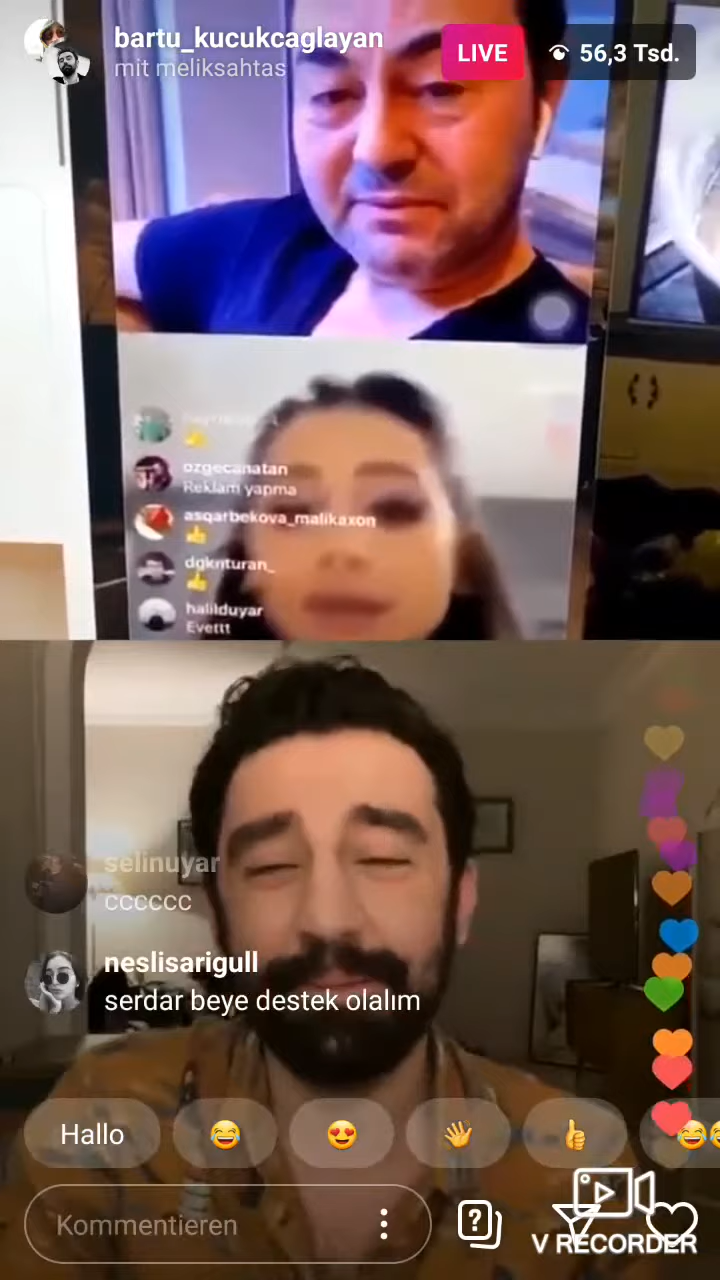 bartu_kucukcaglayan
mit meliksahtas
LIVE
56,3 Tsd.
ozgecanatan
Reklam yapma
asqarbekova_malikaxon
dgknturan_
halilduyar
Evettt
selinuyar
cccccc
neslisarigull
serdar beye destek olalım
Hallo
Kommentieren
V RECORDER